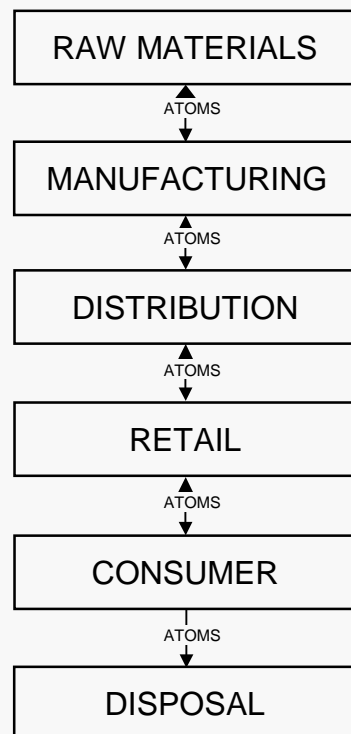 RAW MATERIALS
ATOMS
MANUFACTURING
ATOMS
DISTRIBUTION
ATOMS
RETAIL
ATOMS
CONSUMER
ATOMS
DISPOSAL